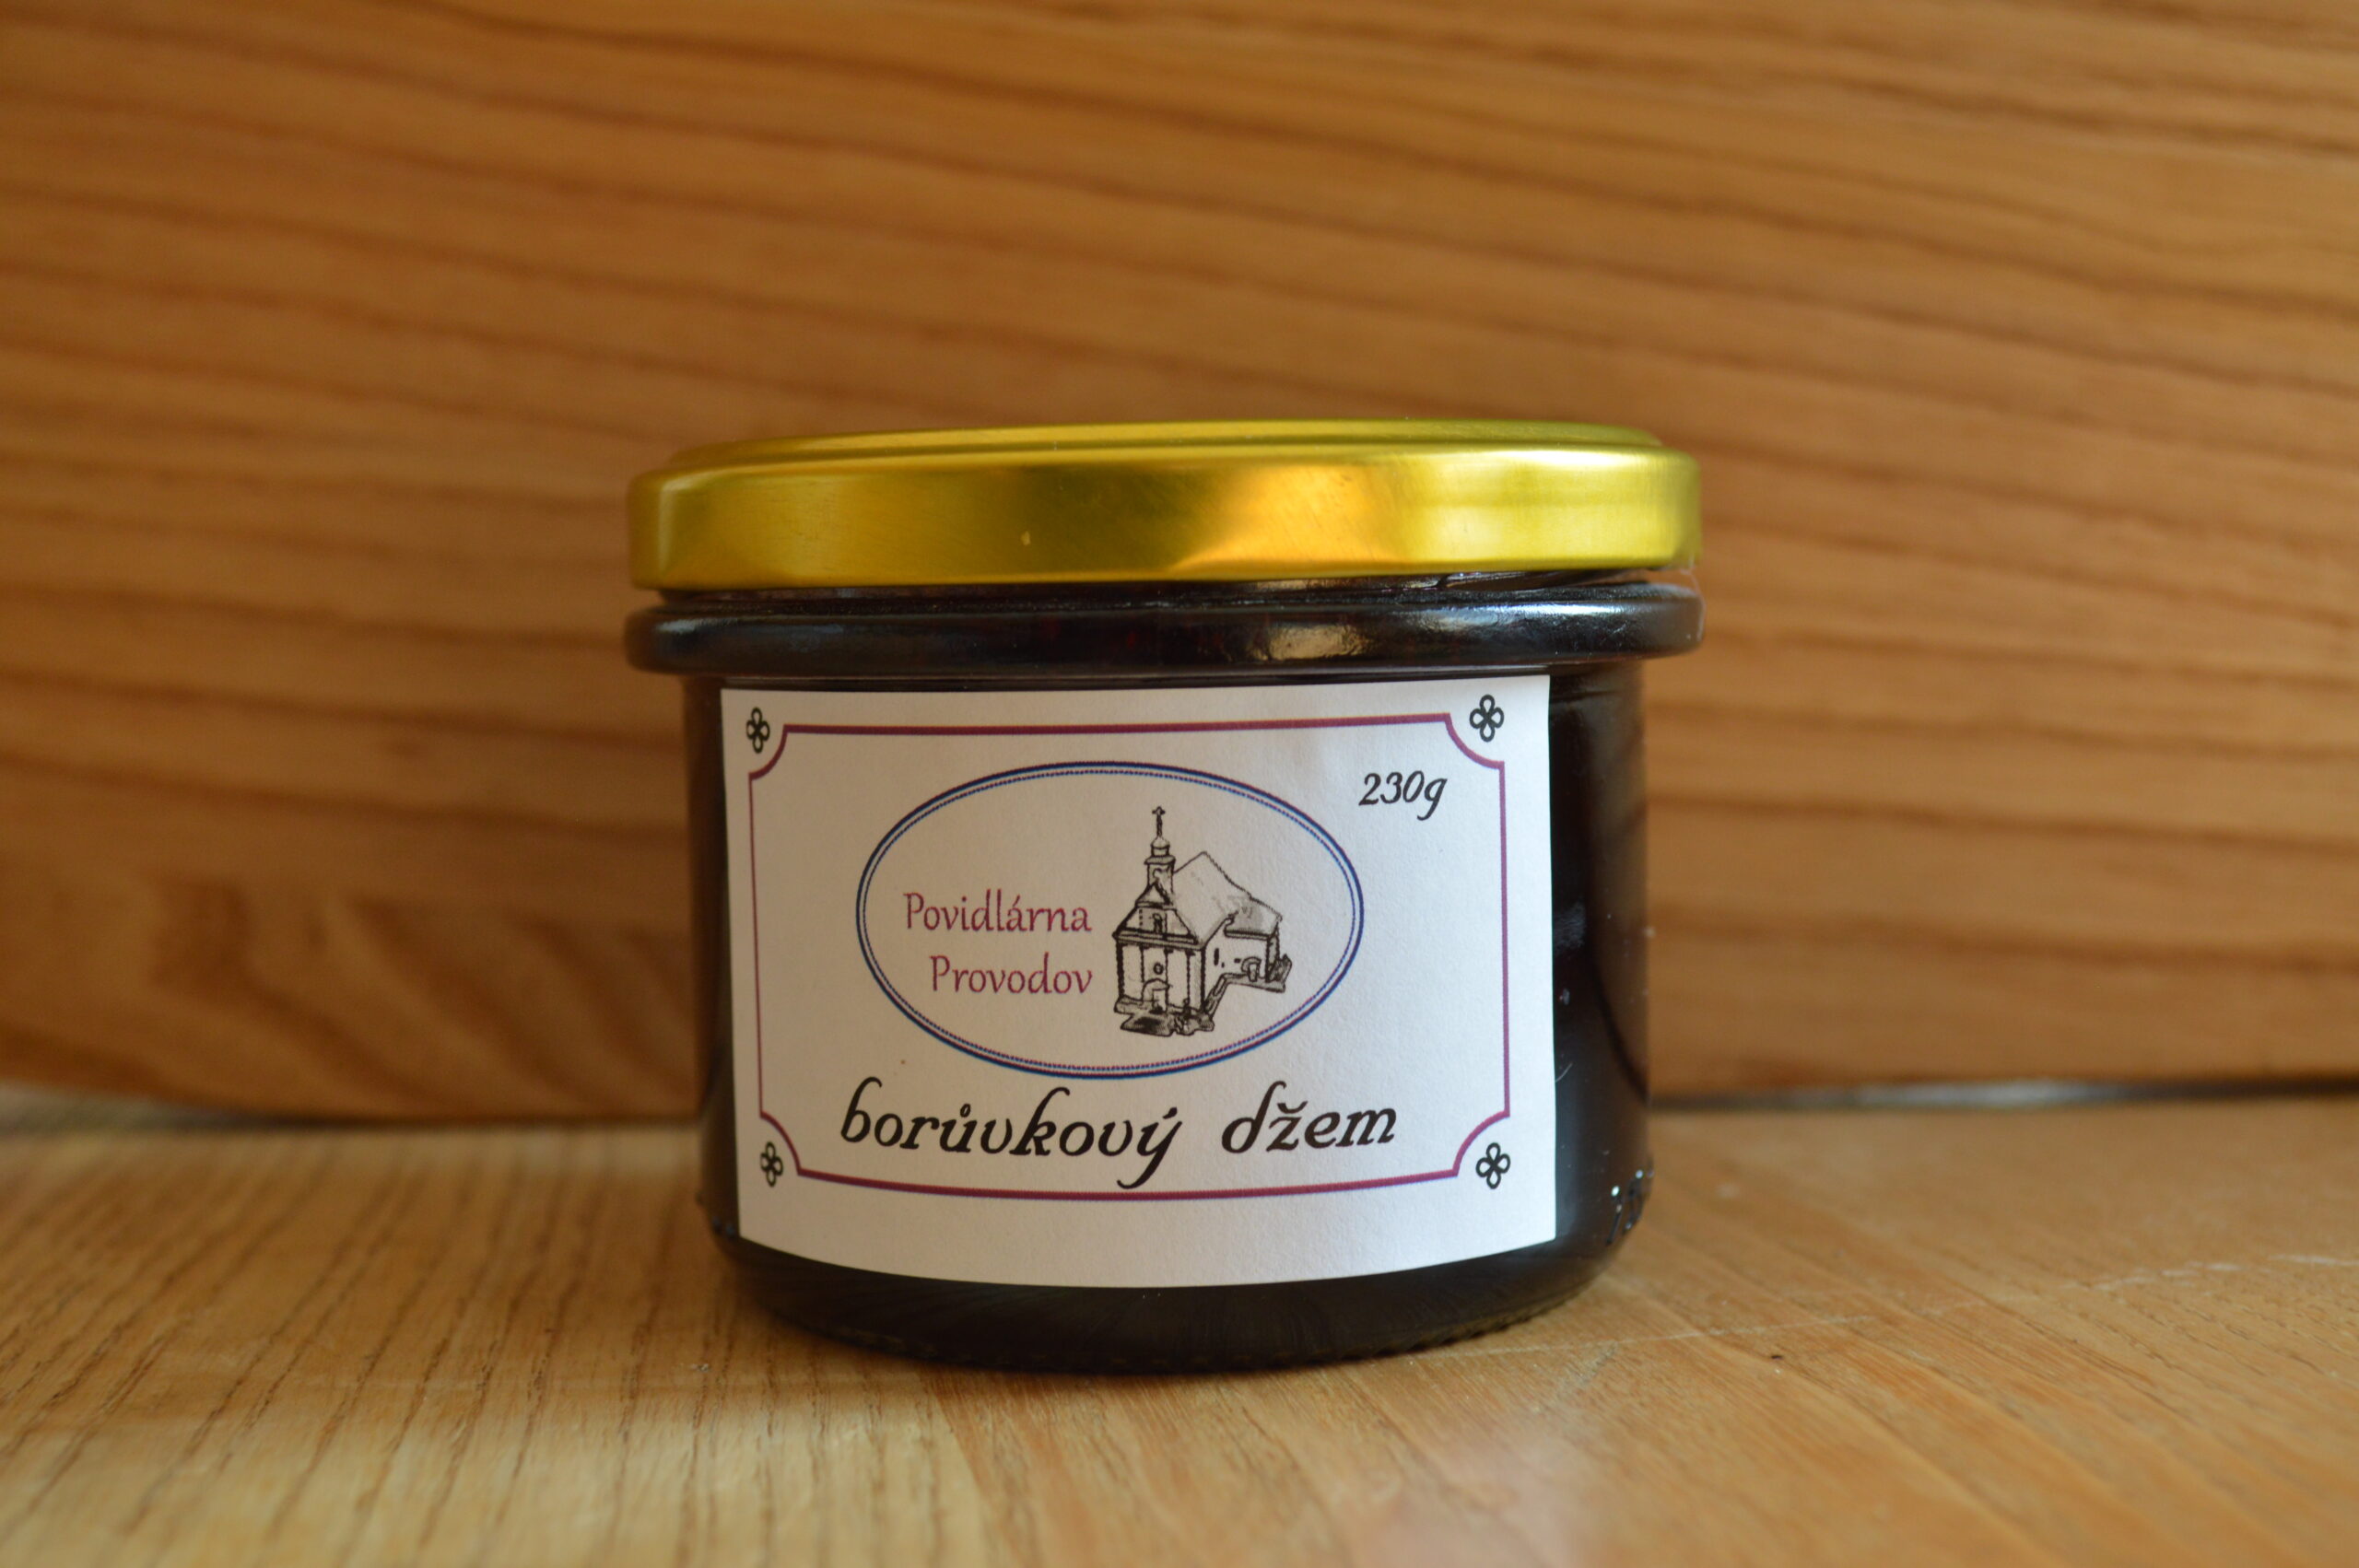 230g
Povidlárna
Provodov
borůvkový džem